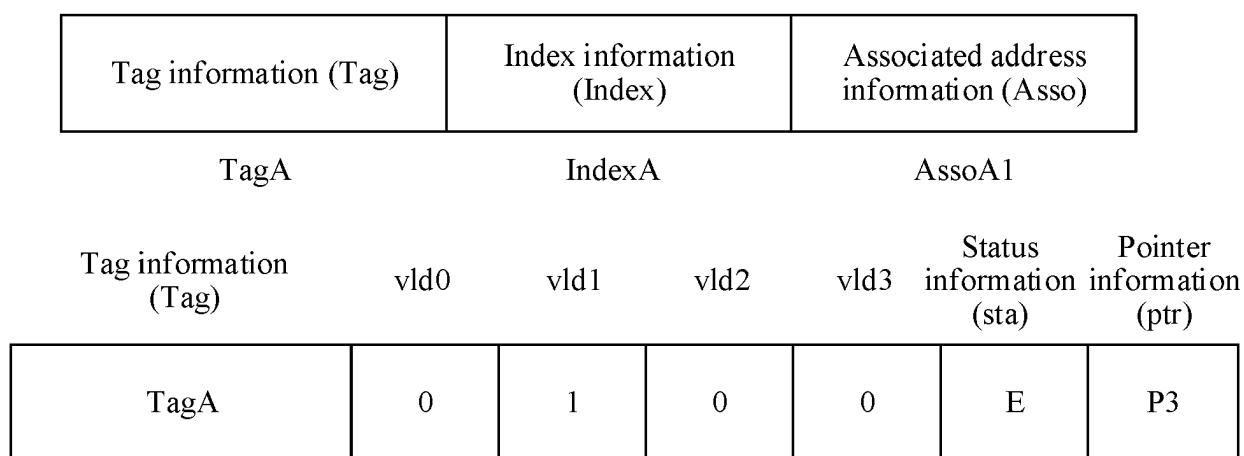 Tag information (Tag)
Index information
(Index)
Associated address
information (Asso)
TagA
IndexA
AssoA1
Tag information
(Tag)
vld0
vld1
vld2
vld3
Status
information
(sta)
Pointer
information
(ptr)
TagA
0
1
0
0
E
P3